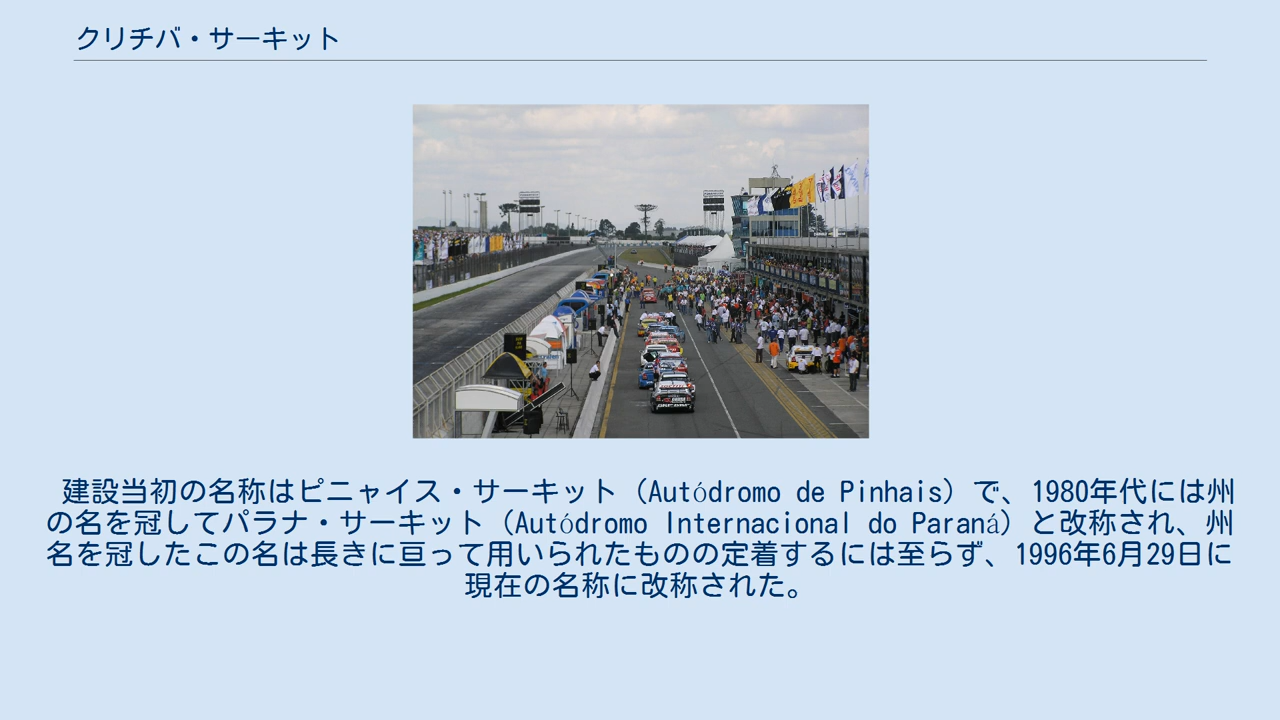 クリチバ・サーキット
建設当初の名称はピニャイス・サーキット（Autódromo de Pinhais）で、1980年代には州
の名を冠してパラナ・サーキット（Autódromo Internacional do Paraná）と改称され、州
名を冠したこの名は長きに亘って用いられたものの定着するには至らず、1996年6月29日に
現在の名称に改称された。